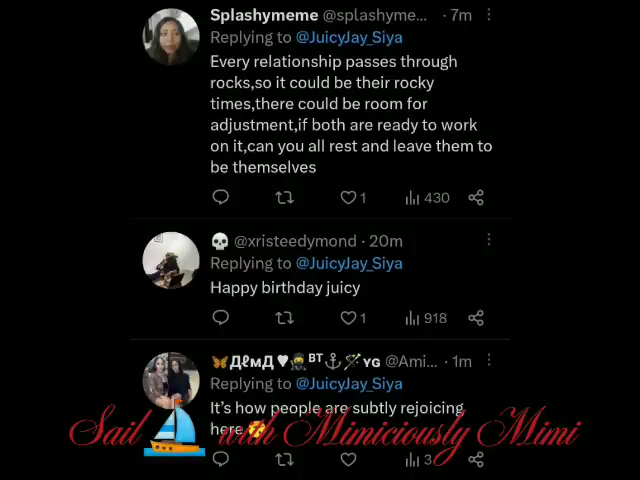 Splashymeme @splashyme... · 7m
Replying to @JuicyJay_Siya
Every relationship passes through
rocks,so it could be their rocky
times,there could be room for
adjustment,if both are ready to work
on it,can you all rest and leave them to
be themselves
1 430
💀 @xristeedymond · 20m
Replying to @JuicyJay_Siya
Happy birthday juicy
1 918
🦋ДℓмД♥🥷ᴮᵀ⚓🪄ʏɢ @Ami... · 1m
Replying to @JuicyJay_Siya
It's how people are subtly rejoicing
here
Sail ⛵ with Mimiciously Mimi
3